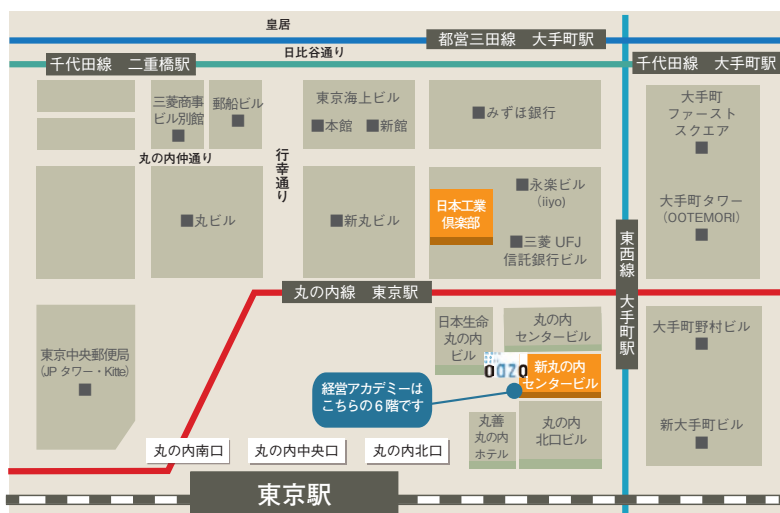 皇居
都営三田線 大手町駅
日比谷通り
千代田線 二重橋駅
千代田線 大手町駅
三菱商事
ビル別館
郵船ビル
東京海上ビル
本館
新館
みずほ銀行
大手町
ファースト
スクエア
丸の内仲通り
行幸通り
丸ビル
新丸ビル
日本工業
倶楽部
永楽ビル
(iiyo)
三菱 UFJ
信託銀行ビル
大手町タワー
(OOTEMORI)
東西線 大手町駅
丸の内線 東京駅
東京中央郵便局
(JP タワー・Kitte)
日本生命
丸の内
ビル
丸の内
センタービル
大手町野村ビル
oazo
新丸の内
センタービル
経営アカデミーは
こちらの6階です
丸善
丸の内
ホテル
丸の内
北口ビル
新大手町ビル
丸の内南口
丸の内中央口
丸の内北口
東京駅